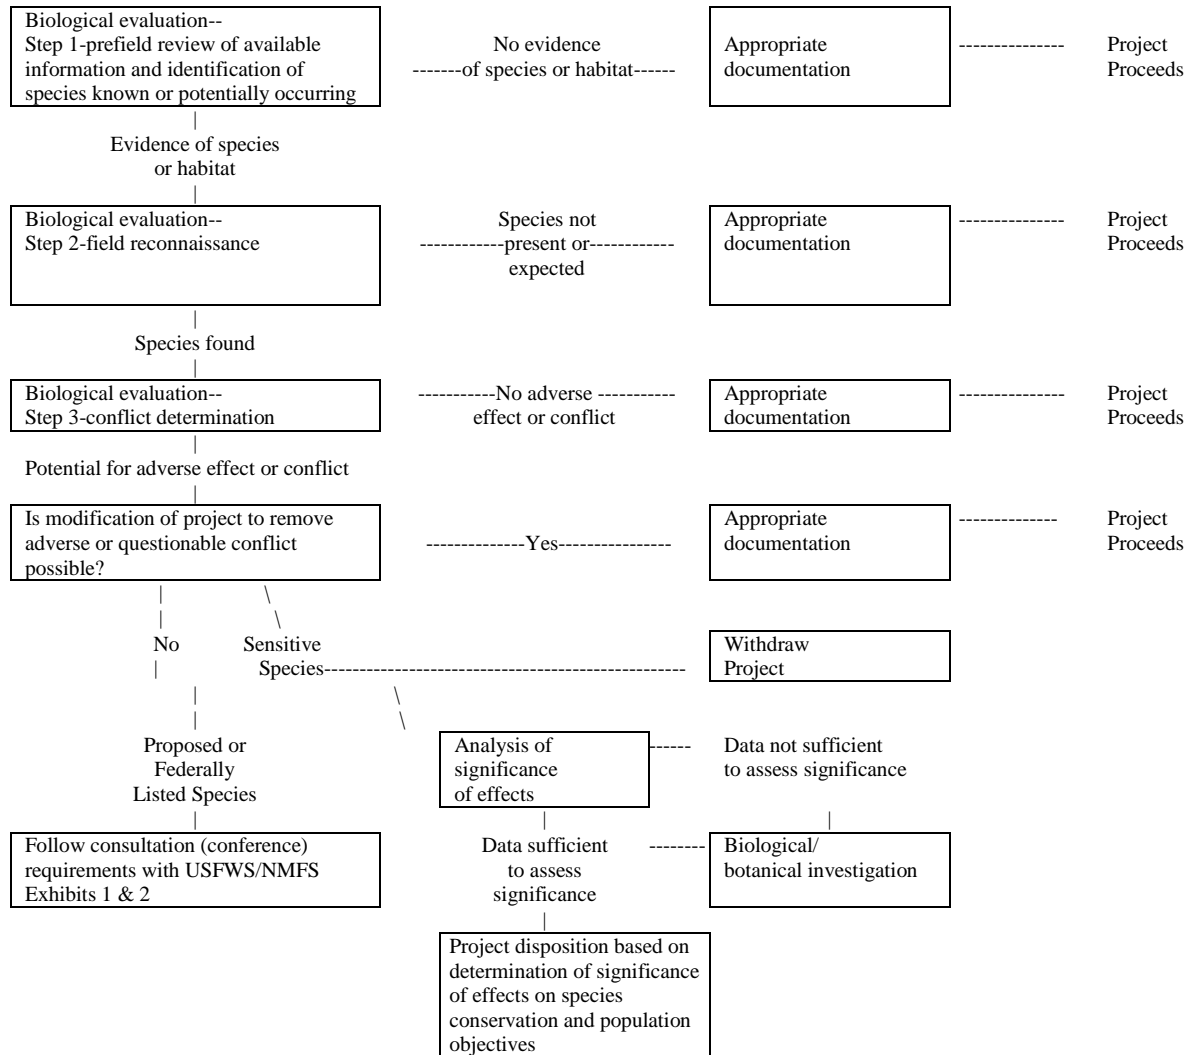 Biological evaluation--
Step 1-prefield review of available
information and identification of
species known or potentially occurring
No evidence
-------of species or habitat------
Appropriate
documentation
---------------
Project
Proceeds
|
Evidence of species
or habitat
|
Biological evaluation--
Step 2-field reconnaissance
Species not
------------present or------------
expected
Appropriate
documentation
---------------
Project
Proceeds
|
Species found
|
Biological evaluation--
Step 3-conflict determination
-----------No adverse -----------
effect or conflict
Appropriate
documentation
---------------
Project
Proceeds
|
Potential for adverse effect or conflict
|
Is modification of project to remove
adverse or questionable conflict
possible?
--------------Yes----------------
Appropriate
documentation
--------------
Project
Proceeds
| \
| \
No Sensitive
| Species---------------------------------------------------
Withdraw
Project
| \
| \
Proposed or
Federally
Listed Species
|
Analysis of
significance
of effects
------
Data not sufficient
to assess significance
|
Follow consultation (conference)
requirements with USFWS/NMFS
Exhibits 1 & 2
|
Data sufficient
to assess
significance
|
--------
Biological/
botanical investigation
Project disposition based on
determination of significance
of effects on species
conservation and population
objectives